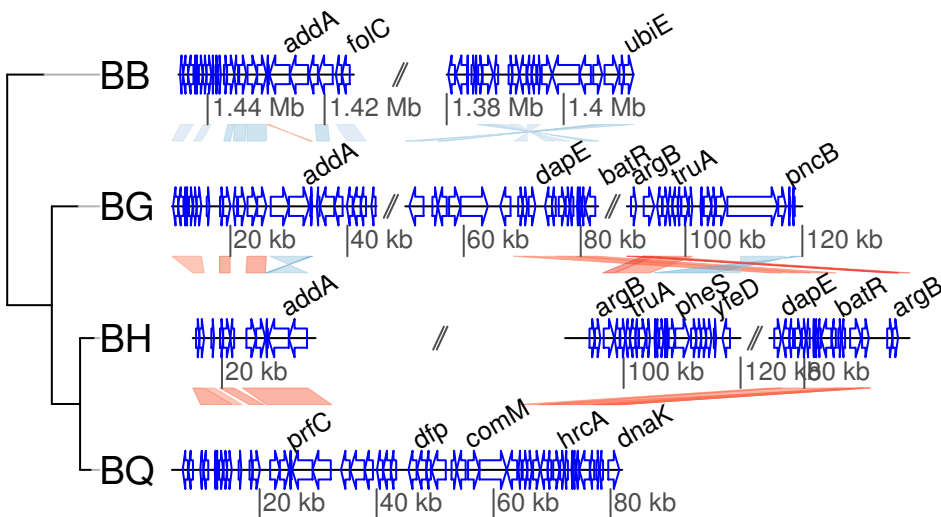 addA folC ubiE
BB
1.44 Mb 1.42 Mb 1.38 Mb 1.4 Mb
addA dapE batR argB truA pncB
BG
20 kb 40 kb 60 kb 80 kb 100 kb 120 kb
addA argB truA pheS yfeD dapE batR argB
BH
20 kb 100 kb 120 kb 80 kb
prfC dfp comM hrcA dnaK
BQ
20 kb 40 kb 60 kb 80 kb